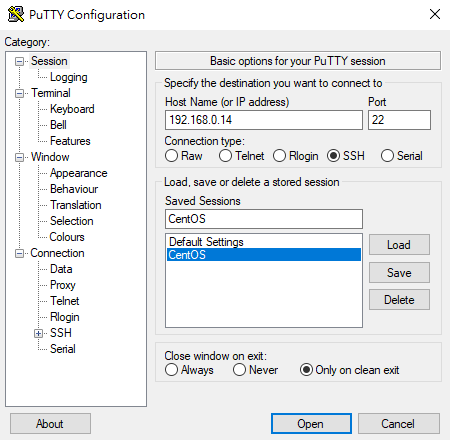 PuTTY Configuration
Category:
Session
Logging
Terminal
Keyboard
Bell
Features
Window
Appearance
Behaviour
Translation
Selection
Colours
Connection
Data
Proxy
Telnet
Rlogin
SSH
Serial
Basic options for your PuTTY session
Specify the destination you want to connect to
Host Name (or IP address) Port
192.168.0.14 22
Connection type:
Raw Telnet Rlogin SSH Serial
Load, save or delete a stored session
Saved Sessions
CentOS
Default Settings
CentOS
Load
Save
Delete
Close window on exit:
Always Never Only on clean exit
About Open Cancel